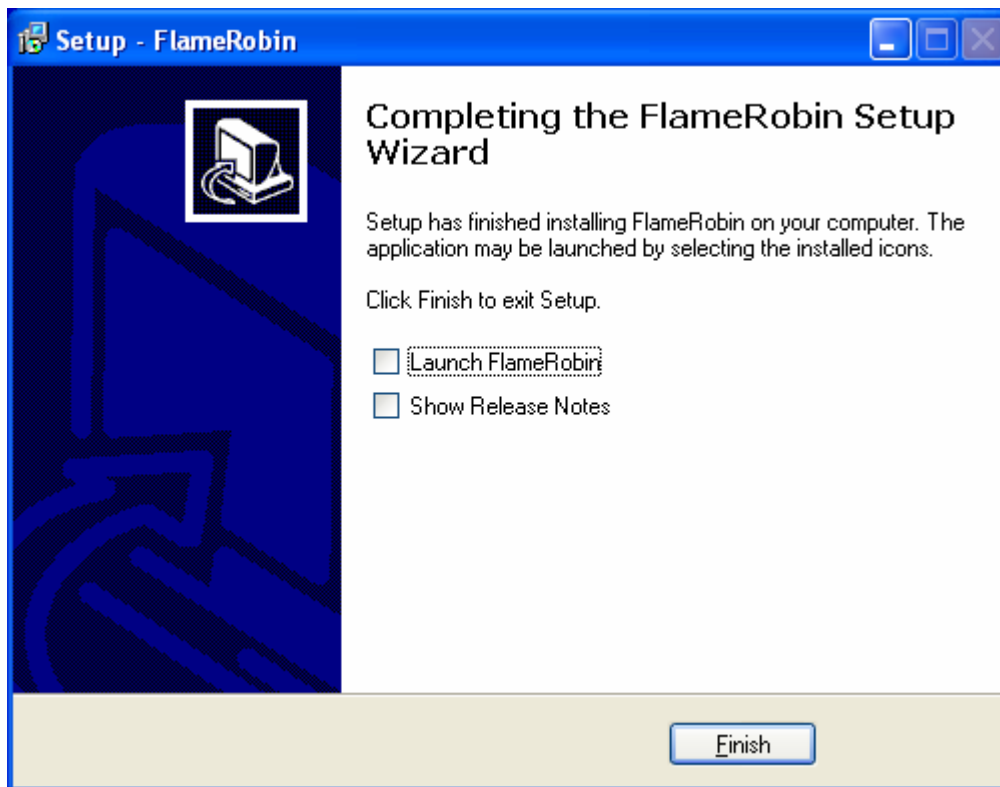 Setup - FlameRobin
Completing the FlameRobin Setup
Wizard
Setup has finished installing FlameRobin on your computer. The
application may be launched by selecting the installed icons.
Click Finish to exit Setup.
Launch FlameRobin
Show Release Notes
Finish